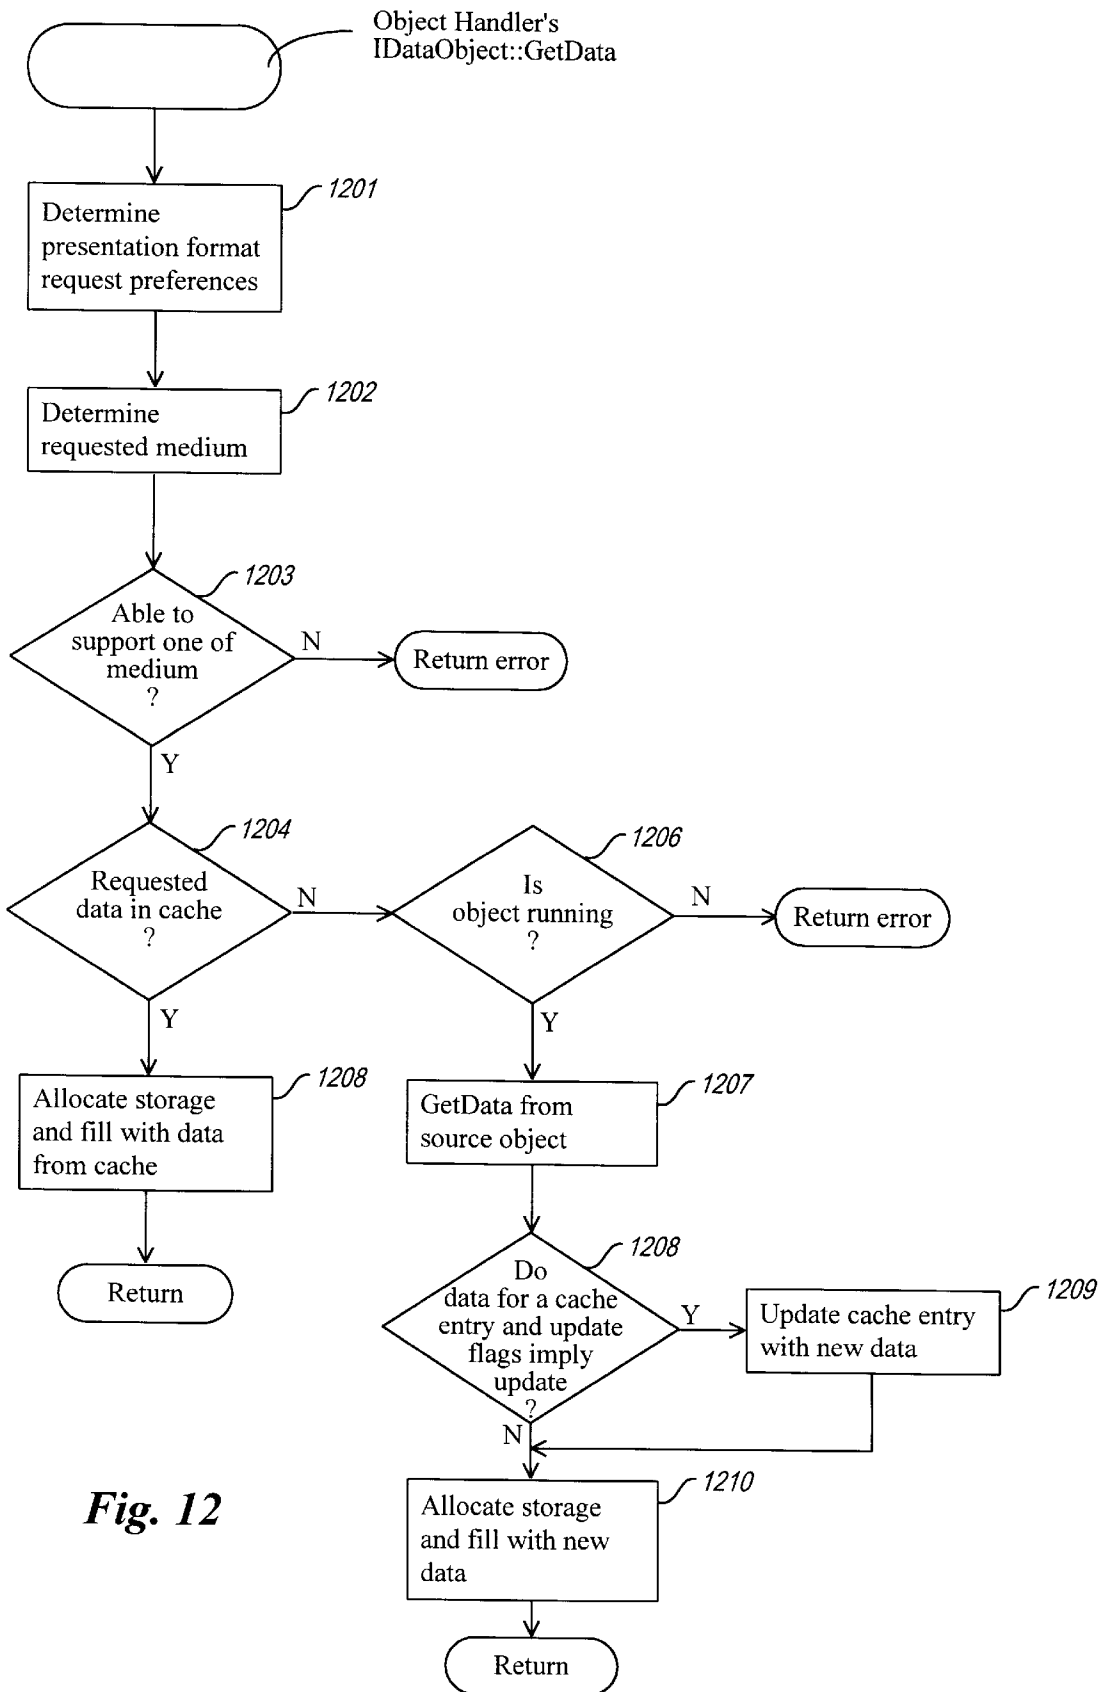 Object Handler's
IDataObject::GetData
1201
Determine
presentation format
request preferences
1202
Determine
requested medium
1203
Able to
support one of
medium
?
N
Return error
Y
1204
Requested
data in cache
?
N
1206
Is
object running
?
N
Return error
Y
1208
Allocate storage
and fill with data
from cache
Return
Y
1207
GetData from
source object
1208
Do
data for a cache
entry and update
flags imply
update
?
Y
1209
Update cache entry
with new data
N
1210
Allocate storage
and fill with new
data
Return
Fig. 12